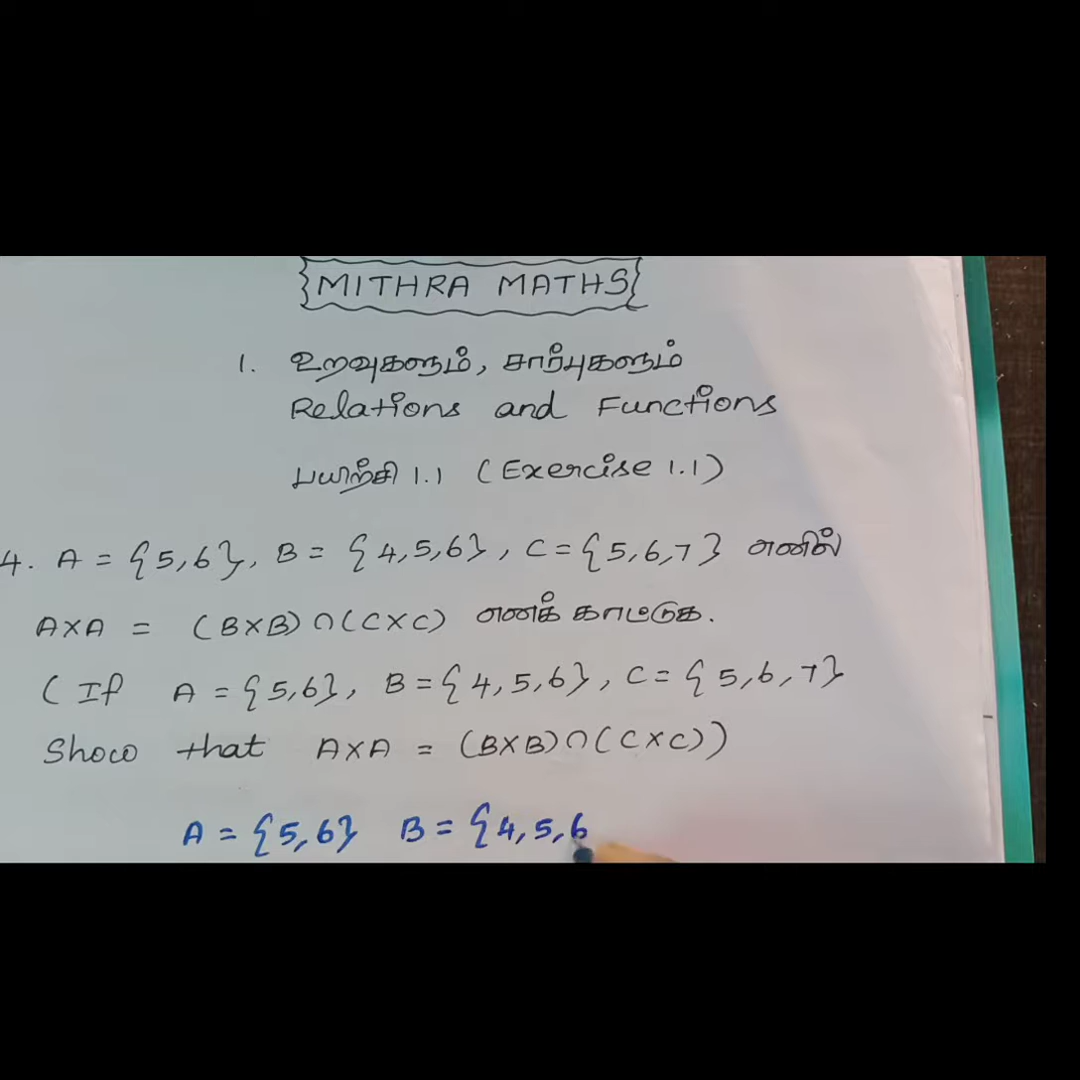 MITHRA MATHS
1. உறவுகளும், சார்புகளும்
Relations and Functions
பயிற்சி 1.1 (Exercise 1.1)
4. A = {5,6}, B = {4,5,6}, C = {5,6,7} எனில்
A×A = (B×B)∩(C×C) எனக் காட்டுக.
(If A = {5,6}, B = {4,5,6}, C = {5,6,7}
Show that A×A = (B×B)∩(C×C))
A = {5,6} B = {4,5,6